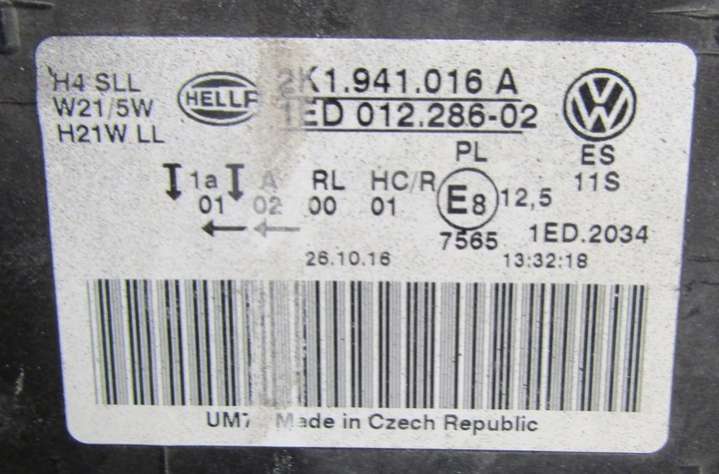 H4 SLL
W21/5W
H21W LL
HELLA
2K1.941.016 A
1ED 012.286-02
VW
PL
ES
1a A RL HC/R E8 12,5 11S
01 02 00 01
7565 1ED.2034
26.10.16 13:32:18
Made in Czech Republic